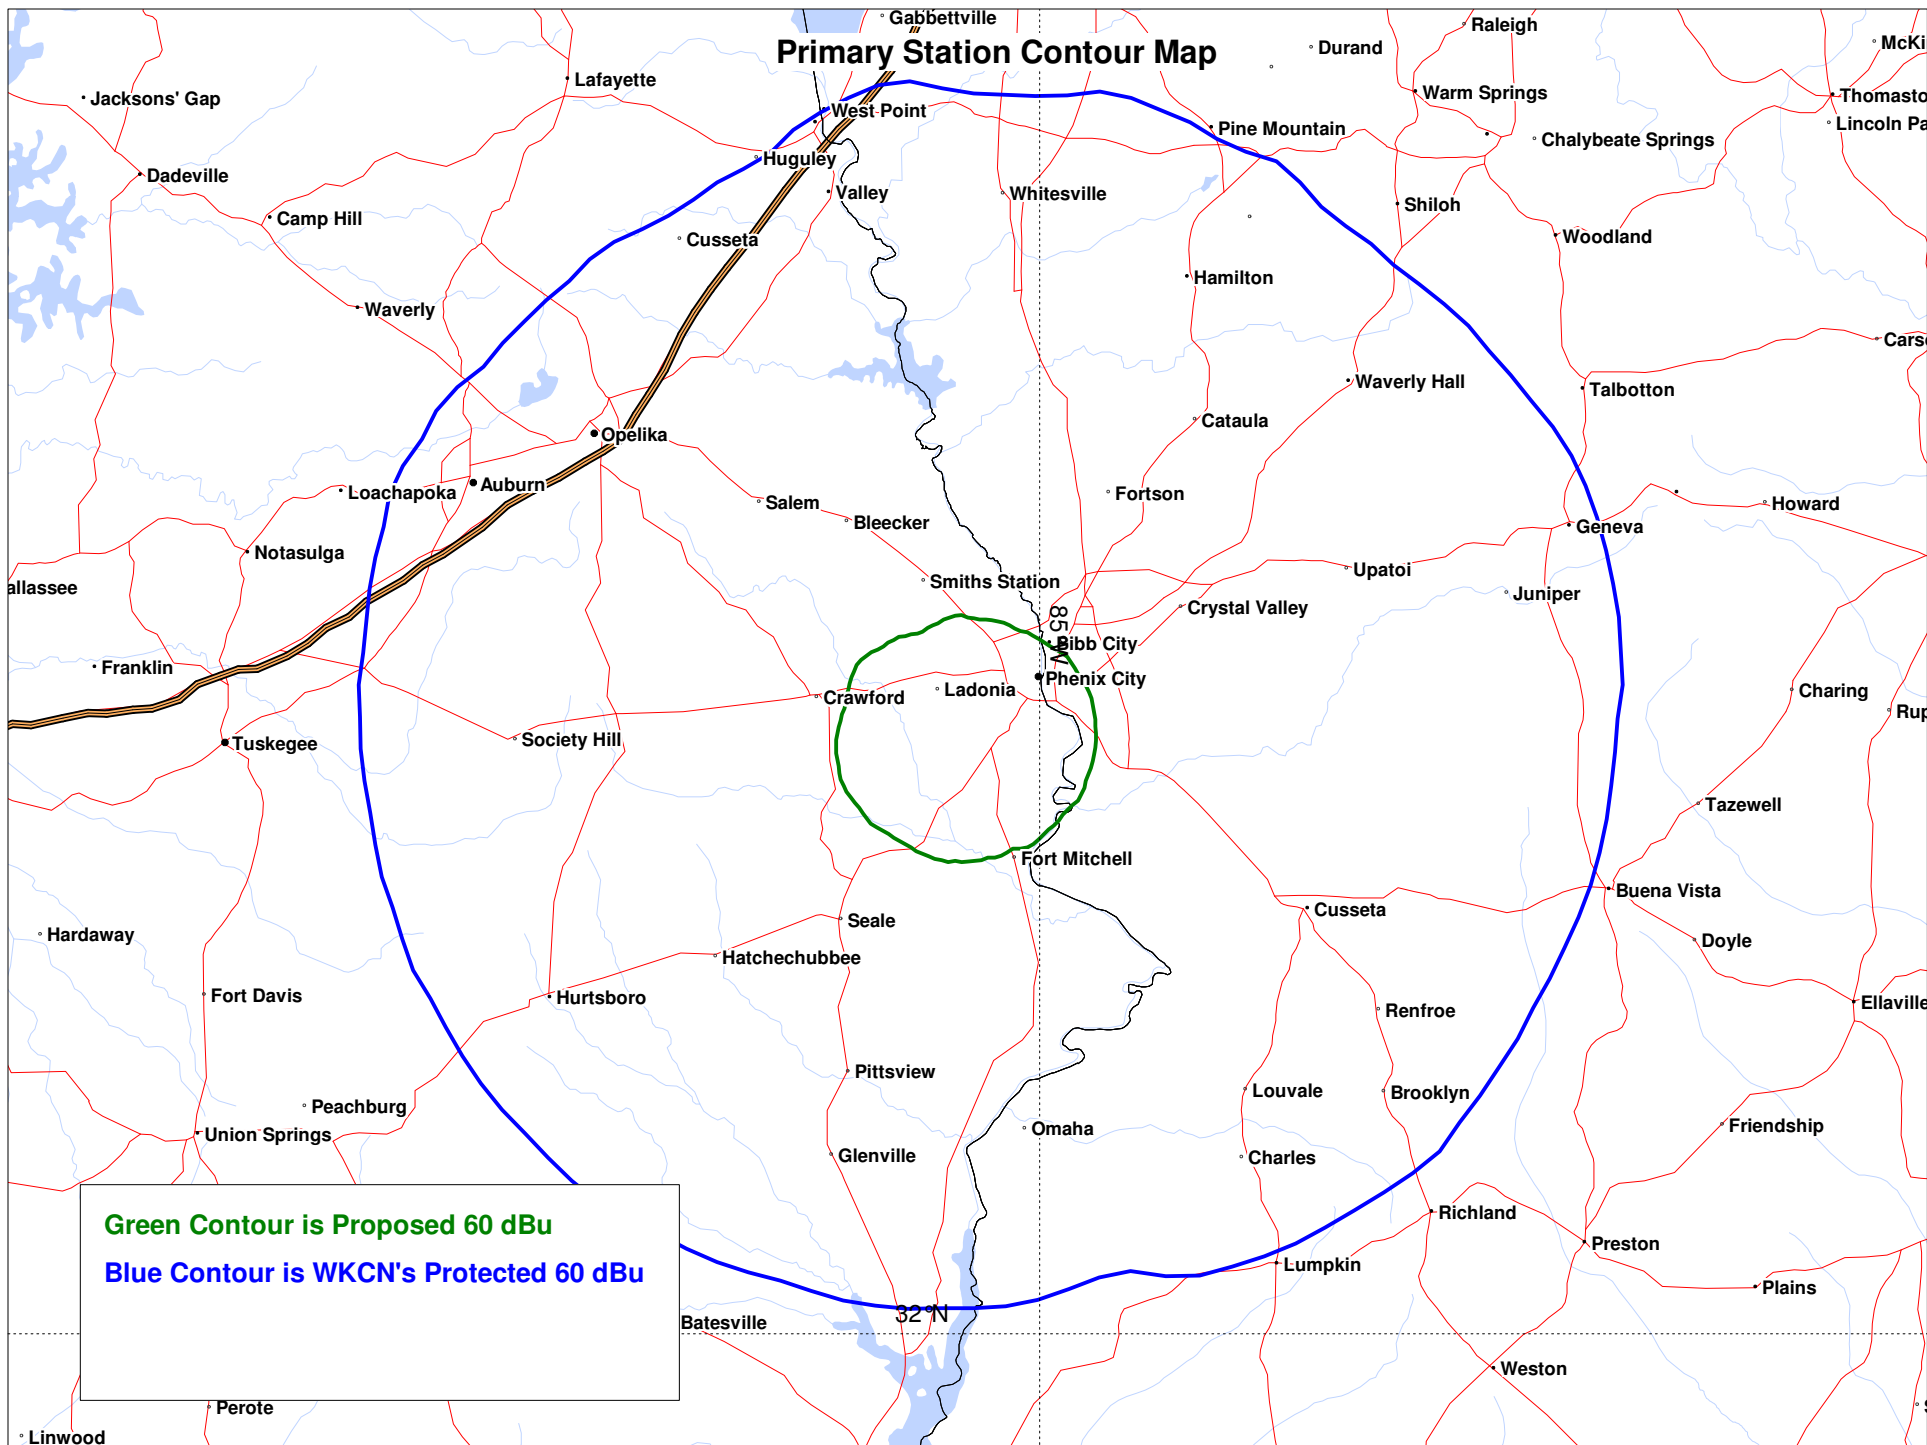 Gabbettville
Raleigh
Primary Station Contour Map
Durand
McKi
Lafayette
Jacksons' Gap
West Point
Warm Springs
Thomasto
Pine Mountain
Lincoln Pa
Chalybeate Springs
Huguley
Dadeville
Valley
Whitesville
Shiloh
Camp Hill
Cusseta
Woodland
Hamilton
Waverly
Cars
Waverly Hall
Talbotton
Cataula
Opelika
Auburn
Loachapoka
Fortson
Salem
Howard
Bleecker
Geneva
Notasulga
Upatoi
Smiths Station
allassee
Juniper
Crystal Valley
85°W
Bibb City
Franklin
Phenix City
Ladonia
Crawford
Charing
Rup
Society Hill
Tuskegee
Tazewell
Fort Mitchell
Buena Vista
Cusseta
Seale
Hardaway
Doyle
Hatchechubbee
Fort Davis
Hurtsboro
Ellaville
Renfroe
Pittsview
Louvale
Brooklyn
Peachburg
Friendship
Omaha
Union Springs
Glenville
Charles
Richland
Green Contour is Proposed 60 dBu
Preston
Lumpkin
Blue Contour is WKCN's Protected 60 dBu
Plains
32°N
Batesville
Weston
Perote
Linwood